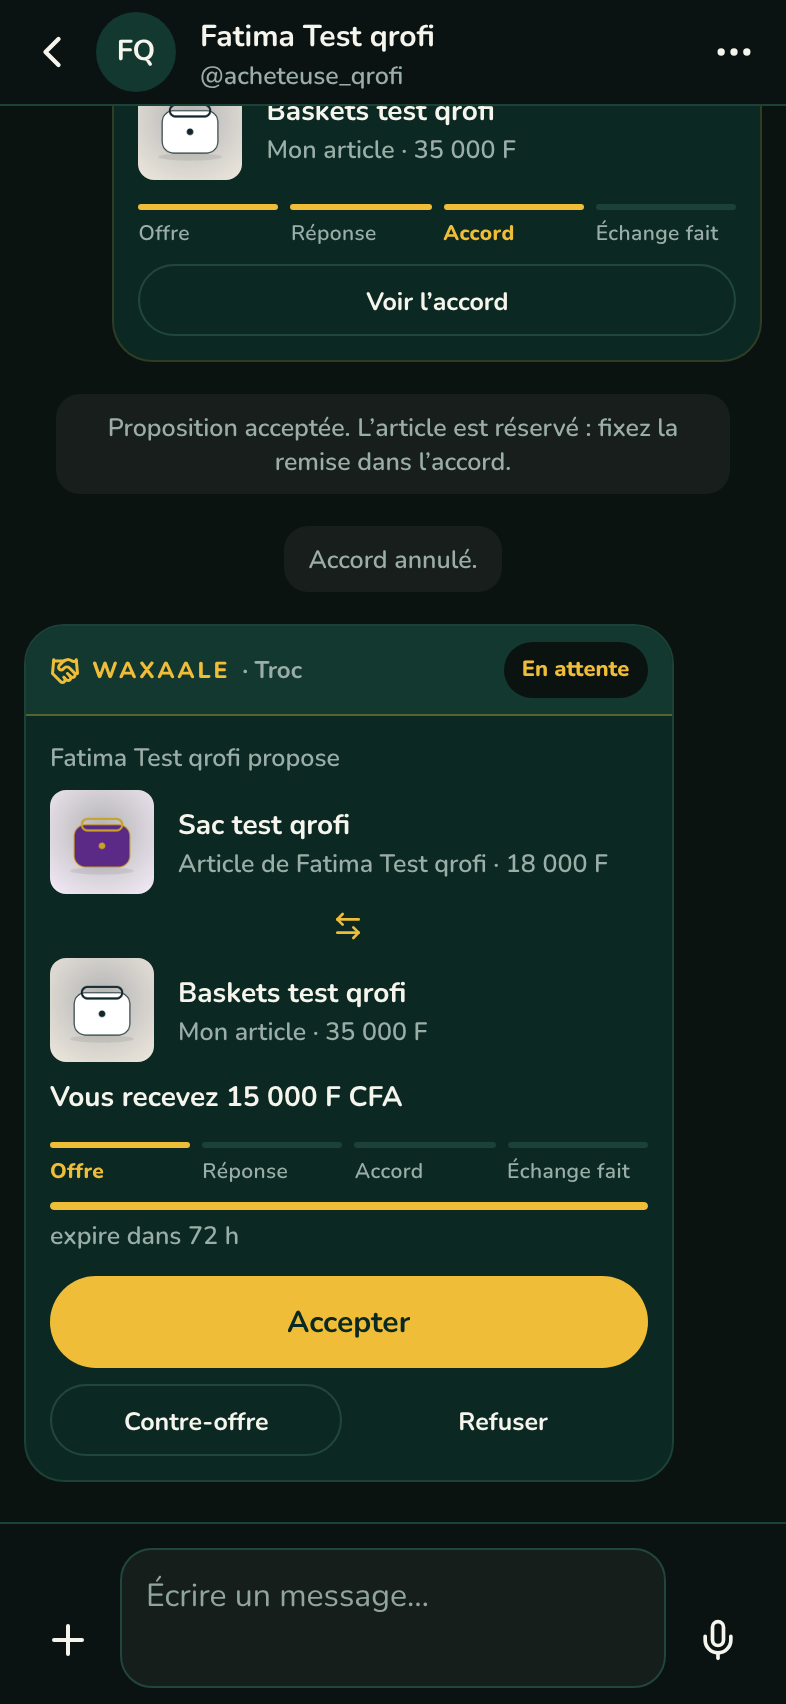 FQ
Fatima Test qrofi
@acheteuse_qrofi
Baskets test qrofi
Mon article · 35 000 F
Offre Réponse Accord Échange fait
Voir l’accord
Proposition acceptée. L’article est réservé : fixez la
remise dans l’accord.
Accord annulé.
WAXAALE · Troc En attente
Fatima Test qrofi propose
Sac test qrofi
Article de Fatima Test qrofi · 18 000 F
Baskets test qrofi
Mon article · 35 000 F
Vous recevez 15 000 F CFA
Offre Réponse Accord Échange fait
expire dans 72 h
Accepter
Contre-offre Refuser
Écrire un message...